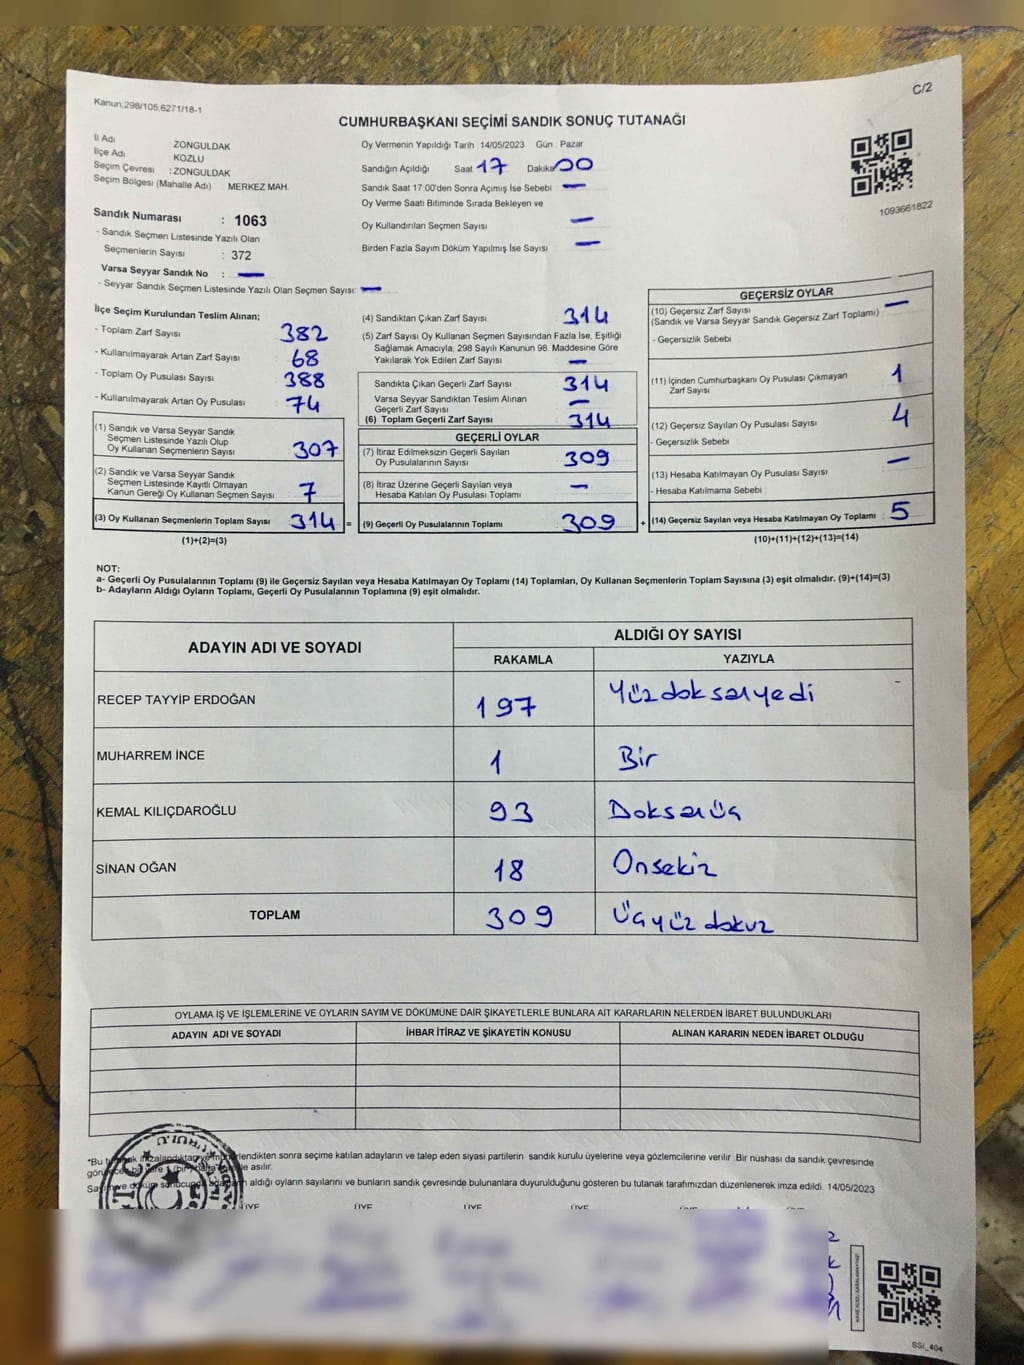 Kanun,298/105,6271/18-1
C/2
CUMHURBAŞKANI SEÇİMİ SANDIK SONUÇ TUTANAĞI
İl Adı ZONGULDAK
İlçe Adı KOZLU
Seçim Çevresi :ZONGULDAK
Seçim Bölgesi (Mahalle Adı) : MERKEZ MAH.
Sandık Numarası : 1063
- Sandık Seçmen Listesinde Yazılı Olan
Seçmenlerin Sayısı : 372
Varsa Seyyar Sandık No : —
- Seyyar Sandık Seçmen Listesinde Yazılı Olan Seçmen Sayısı: —
Oy Vermenin Yapıldığı Tarih 14/05/2023 Gün : Pazar
Sandığın Açıldığı Saat 17 Dakika 00
Sandık Saat 17:00'den Sonra Açımış İse Sebebi —
Oy Verme Saati Bitiminde Sırada Bekleyen ve
Oy Kullandırılan Seçmen Sayısı —
Birden Fazla Sayım Döküm Yapılmış İse Sayısı —
1093661822
İlçe Seçim Kurulundan Teslim Alınan;
- Toplam Zarf Sayısı 382
- Kullanılmayarak Artan Zarf Sayısı 68
- Toplam Oy Pusulası Sayısı 388
- Kullanılmayarak Artan Oy Pusulası 74
(1) Sandık ve Varsa Seyyar Sandık
Seçmen Listesinde Yazılı Olup
Oy Kullanan Seçmenlerin Sayısı 307
(2) Sandık ve Varsa Seyyar Sandık
Seçmen Listesinde Kayıtlı Olmayan
Kanun Gereği Oy Kullanan Seçmen Sayısı 7
(3) Oy Kullanan Seçmenlerin Toplam Sayısı 314 =
(1)+(2)=(3)
(4) Sandıktan Çıkan Zarf Sayısı 314
(5) Zarf Sayısı Oy Kullanan Seçmen Sayısından Fazla İse, Eşitliği
Sağlamak Amacıyla, 298 Sayılı Kanunun 98. Maddesine Göre
Yakılarak Yok Edilen Zarf Sayısı —
Sandıkta Çıkan Geçerli Zarf Sayısı 314
Varsa Seyyar Sandıktan Teslim Alınan
Geçerli Zarf Sayısı —
(6) Toplam Geçerli Zarf Sayısı 314
GEÇERLİ OYLAR
(7) İtiraz Edilmeksizin Geçerli Sayılan
Oy Pusulalarının Sayısı 309
(8) İtiraz Üzerine Geçerli Sayılan veya
Hesaba Katılan Oy Pusulası Toplamı —
(9) Geçerli Oy Pusulalarının Toplamı 309 +
GEÇERSİZ OYLAR
(10) Geçersiz Zarf Sayısı —
(Sandık ve Varsa Seyyar Sandık Geçersiz Zarf Toplamı)
- Geçersizlik Sebebi
(11) İçinden Cumhurbaşkanı Oy Pusulası Çıkmayan
Zarf Sayısı 1
(12) Geçersiz Sayılan Oy Pusulası Sayısı 4
- Geçersizlik Sebebi
(13) Hesaba Katılmayan Oy Pusulası Sayısı —
- Hesaba Katılmama Sebebi
(14) Geçersiz Sayılan veya Hesaba Katılmayan Oy Toplamı 5
(10)+(11)+(12)+(13)=(14)
NOT:
a- Geçerli Oy Pusulalarının Toplamı (9) ile Geçersiz Sayılan veya Hesaba Katılmayan Oy Toplamı (14) Toplamları, Oy Kullanan Seçmenlerin Toplam Sayısına (3) eşit olmalıdır. (9)+(14)=(3)
b- Adayların Aldığı Oyların Toplamı, Geçerli Oy Pusulalarının Toplamına (9) eşit olmalıdır.
ADAYIN ADI VE SOYADI ALDIĞI OY SAYISI
RAKAMLA YAZIYLA
RECEP TAYYİP ERDOĞAN 197 Yüzdoksanyedi
MUHARREM İNCE 1 Bir
KEMAL KILIÇDAROĞLU 93 Doksanüç
SİNAN OĞAN 18 Onsekiz
TOPLAM 309 Üçyüzdokuz
OYLAMA İŞ VE İŞLEMLERİNE VE OYLARIN SAYIM VE DÖKÜMÜNE DAİR ŞİKAYETLERLE BUNLARA AİT KARARLARIN NELERDEN İBARET BULUNDUKLARI
ADAYIN ADI VE SOYADI İHBAR İTİRAZ VE ŞİKAYETİN KONUSU ALINAN KARARIN NEDEN İBARET OLDUĞU
*Bu imzalandıktan lendikten sonra seçime katılan adayların ve talep eden siyasi partilerin sandık kurulu üyelerine veya gözlemcilerine verilir .Bir nüshası da sandık çevresinde
1 (bir) hafta asılır.
aldığı oyların sayılarını ve bunların sandık çevresinde bulunanlara duyurulduğunu gösteren bu tutanak tarafımızdan düzenlenerek imza edildi. 14/05/2023
ÜYE ÜYE ÜYE ÜYE ÜYE
T.C.
SSI_404